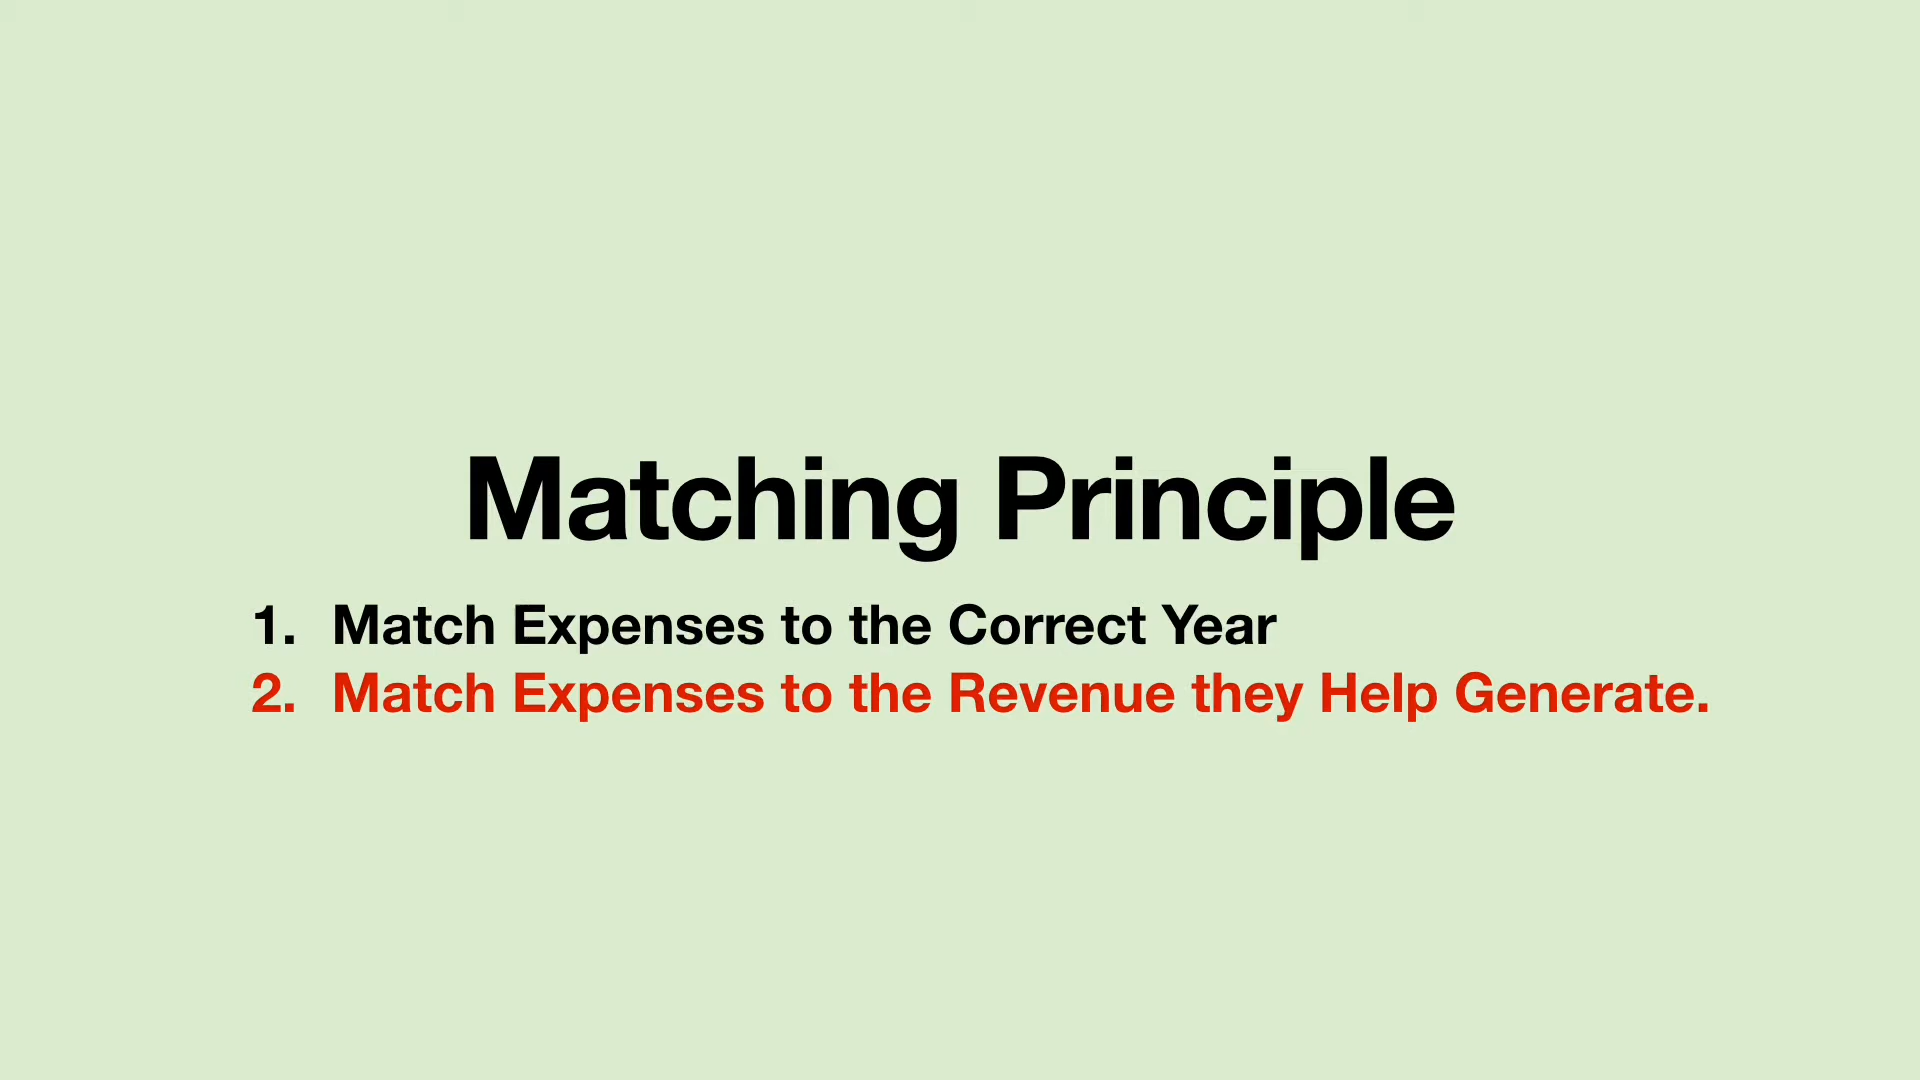 Matching Principle
1. Match Expenses to the Correct Year
2. Match Expenses to the Revenue they Help Generate.